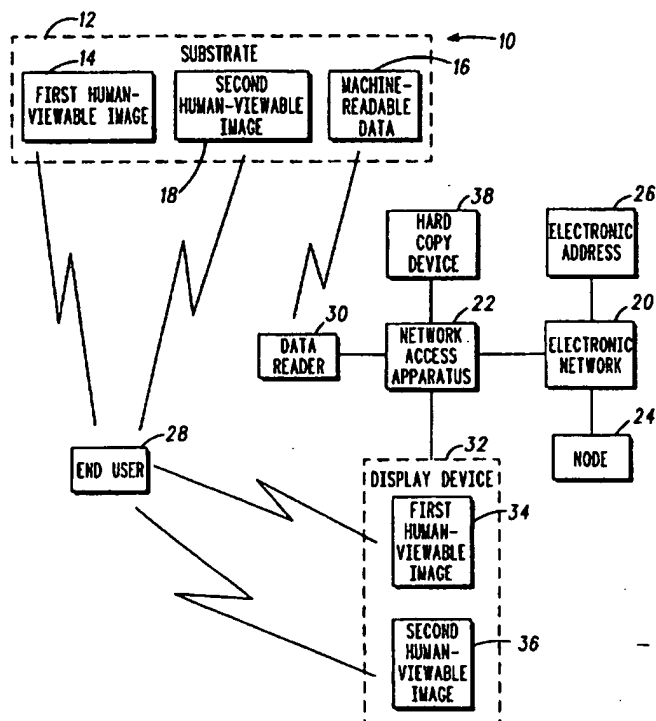 12
10
SUBSTRATE
14
16
FIRST HUMAN-
VIEWABLE IMAGE
SECOND
HUMAN-VIEWABLE
IMAGE
MACHINE-
READABLE
DATA
18
38
HARD
COPY
DEVICE
26
ELECTRONIC
ADDRESS
30
DATA
READER
22
NETWORK
ACCESS
APPARATUS
20
ELECTRONIC
NETWORK
24
NODE
28
END USER
32
DISPLAY DEVICE
FIRST
HUMAN-
VIEWABLE
IMAGE
34
SECOND
HUMAN-
VIEWABLE
IMAGE
36